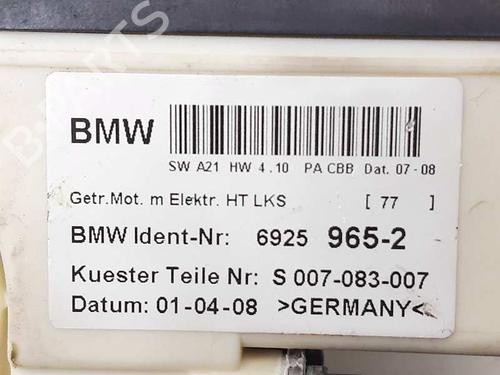 B-PARTS
BMW
SW A21 HW 4.10 PA CBB Dat. 07-08
Getr.Mot. m Elektr. HT LKS [ 77 ]
BMW Ident-Nr: 6925 965-2
Kuester Teile Nr: S 007-083-007
Datum: 01-04-08 >GERMANY<